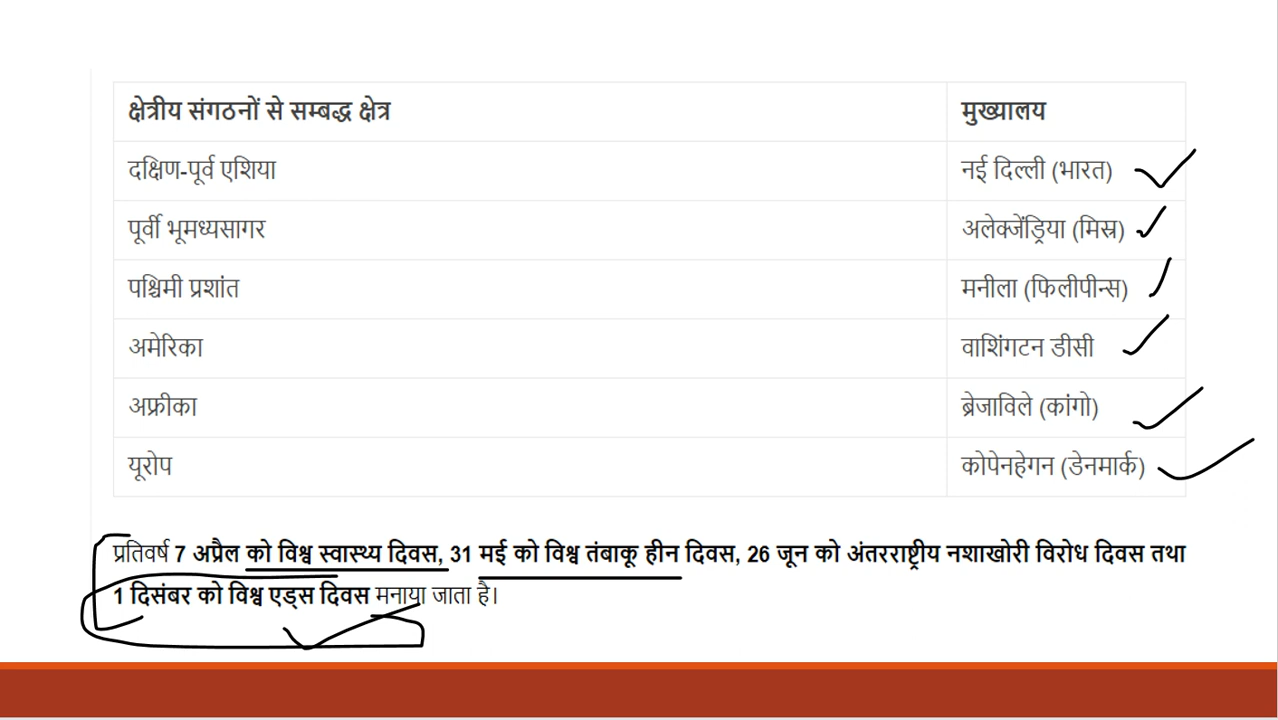 क्षेत्रीय संगठनों से सम्बद्ध क्षेत्र मुख्यालय
दक्षिण-पूर्व एशिया नई दिल्ली (भारत)
पूर्वी भूमध्यसागर अलेक्जेंड्रिया (मिस्र)
पश्चिमी प्रशांत मनीला (फिलीपीन्स)
अमेरिका वाशिंगटन डीसी
अफ्रीका ब्रेजाविले (कांगो)
यूरोप कोपेनहेगन (डेनमार्क)
प्रतिवर्ष 7 अप्रैल को विश्व स्वास्थ्य दिवस, 31 मई को विश्व तंबाकू हीन दिवस, 26 जून को अंतरराष्ट्रीय नशाखोरी विरोध दिवस तथा
1 दिसंबर को विश्व एड्स दिवस मनाया जाता है।